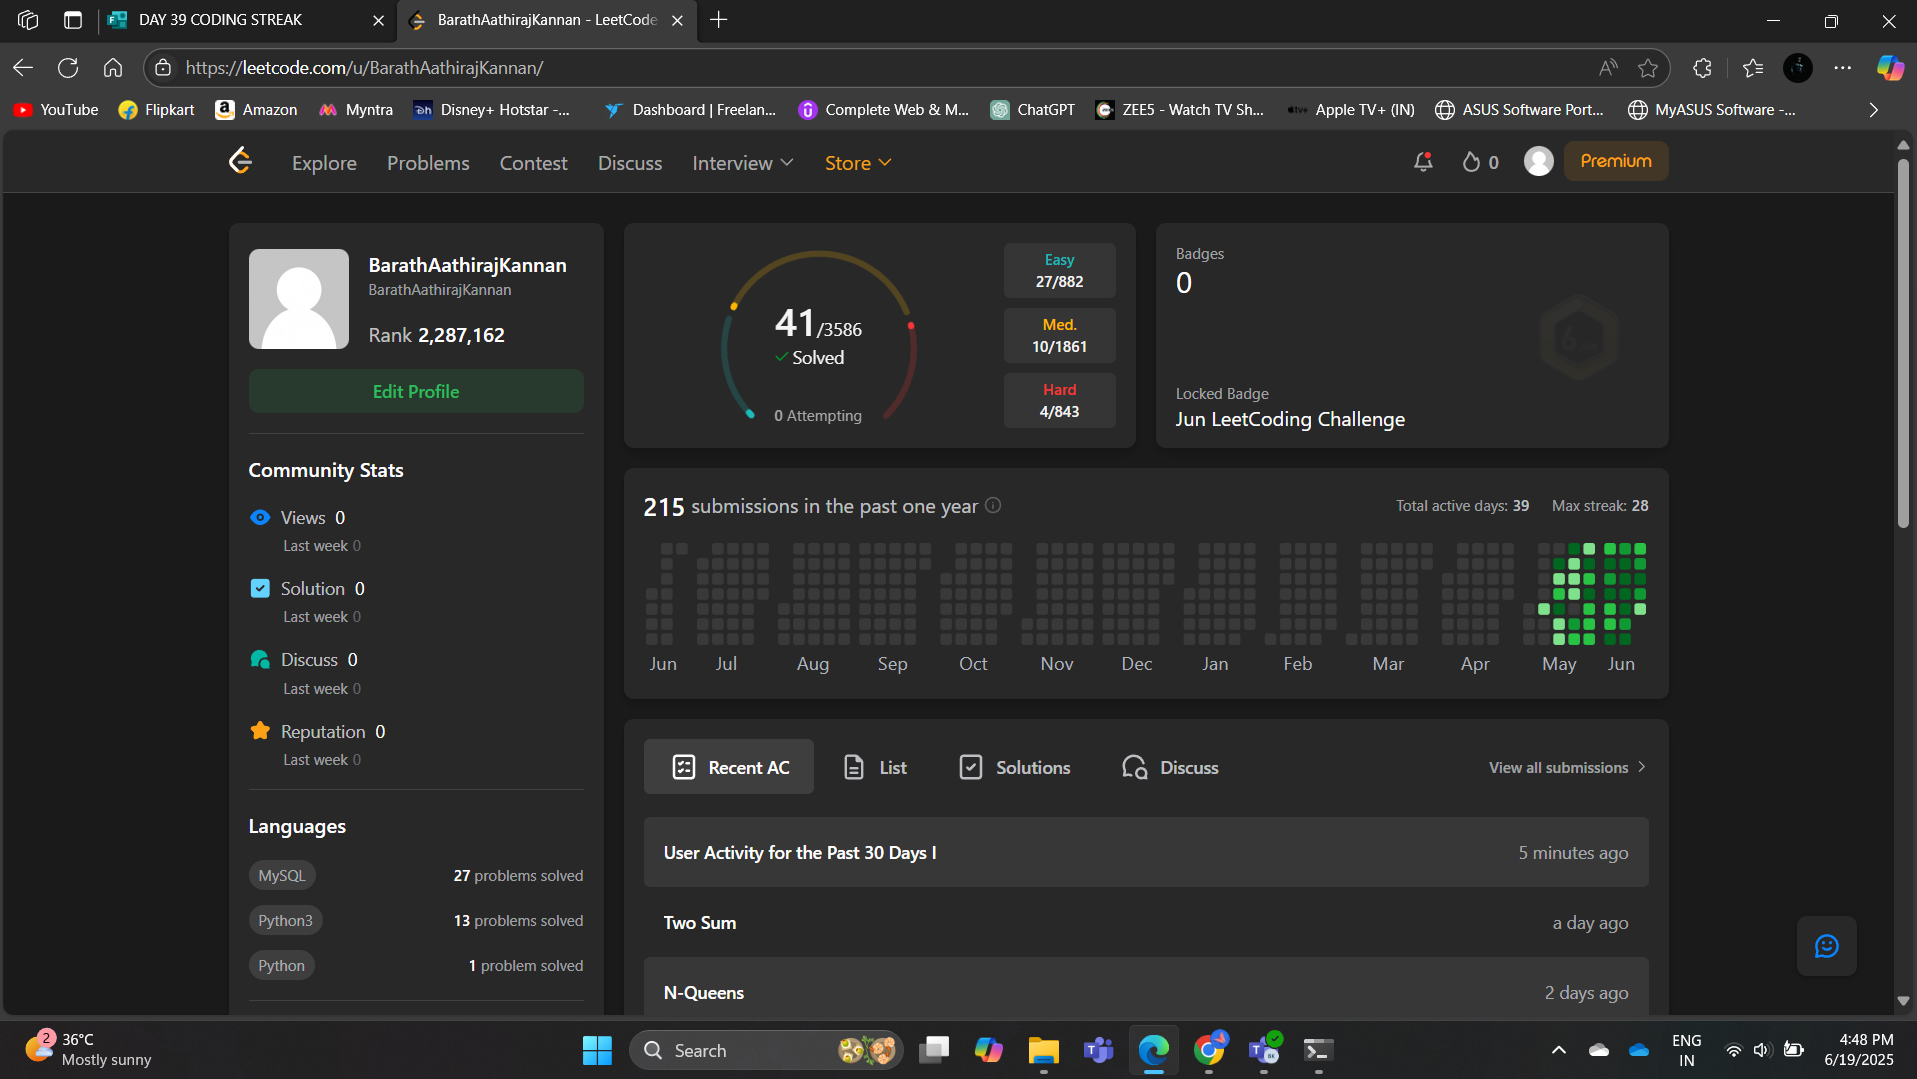 DAY 39 CODING STREAK
BarathAathirajKannan - LeetCode
https://leetcode.com/u/BarathAathirajKannan/
YouTube
Flipkart
Amazon
Myntra
Disney+ Hotstar -...
Dashboard | Freelan...
Complete Web & M...
ChatGPT
ZEE5 - Watch TV Sh...
Apple TV+ (IN)
ASUS Software Port...
MyASUS Software -...
Explore
Problems
Contest
Discuss
Interview
Store
0
Premium
BarathAathirajKannan
BarathAathirajKannan
Rank 2,287,162
Edit Profile
Community Stats
Views 0
Last week 0
Solution 0
Last week 0
Discuss 0
Last week 0
Reputation 0
Last week 0
Languages
MySQL 27 problems solved
Python3 13 problems solved
Python 1 problem solved
41/3586
Solved
0 Attempting
Easy
27/882
Med.
10/1861
Hard
4/843
Badges
0
Locked Badge
Jun LeetCoding Challenge
215 submissions in the past one year
Total active days: 39 Max streak: 28
Jun Jul Aug Sep Oct Nov Dec Jan Feb Mar Apr May Jun
Recent AC
List
Solutions
Discuss
View all submissions
User Activity for the Past 30 Days I 5 minutes ago
Two Sum a day ago
N-Queens 2 days ago
2
36°C
Mostly sunny
Search
ENG
IN
4:48 PM
6/19/2025